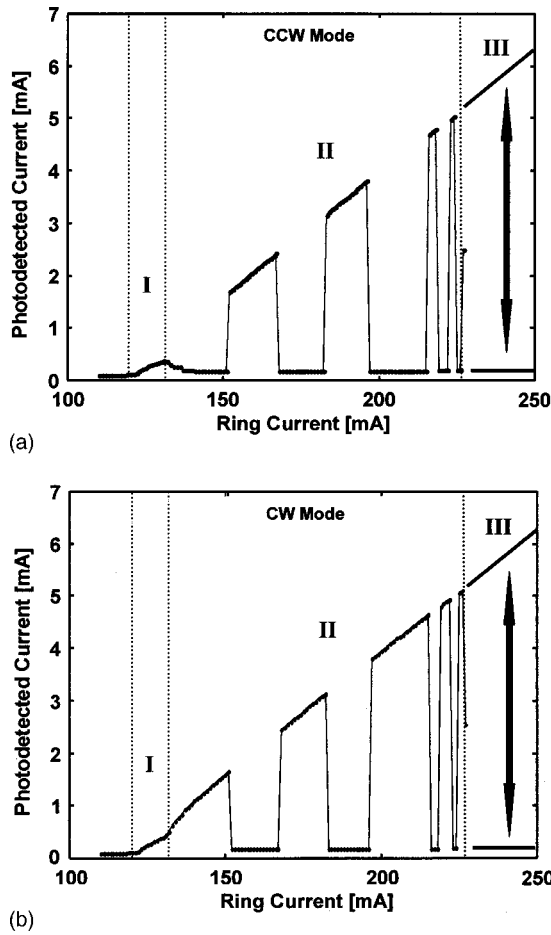 7
6
5
4
3
2
1
0
Photodetected Current [mA]
CCW Mode
I
II
III
100 150 200 250
Ring Current [mA]
(a)
7
6
5
4
3
2
1
0
Photodetected Current [mA]
CW Mode
I
II
III
100 150 200 250
Ring Current [mA]
(b)